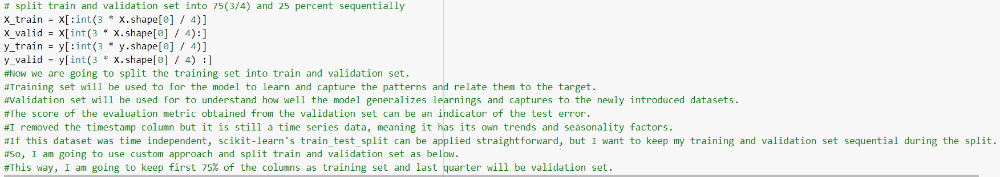 # split train and validation set into 75(3/4) and 25 percent sequentially
X_train = X[:int(3 * X.shape[0] / 4)]
X_valid = X[int(3 * X.shape[0] / 4):]
y_train = y[:int(3 * y.shape[0] / 4)]
y_valid = y[int(3 * X.shape[0] / 4) :]
#Now we are going to split the training set into train and validation set.
#Training set will be used to for the model to learn and capture the patterns and relate them to the target.
#Validation set will be used for to understand how well the model generalizes learnings and captures to the newly introduced datasets.
#The score of the evaluation metric obtained from the validation set can be an indicator of the test error.
#I removed the timestamp column but it is still a time series data, meaning it has its own trends and seasonality factors.
#If this dataset was time independent, scikit-learn's train_test_split can be applied straightforward, but I want to keep my training and validation set sequential during the split.
#So, I am going to use custom approach and split train and validation set as below.
#This way, I am going to keep first 75% of the columns as training set and last quarter will be validation set.